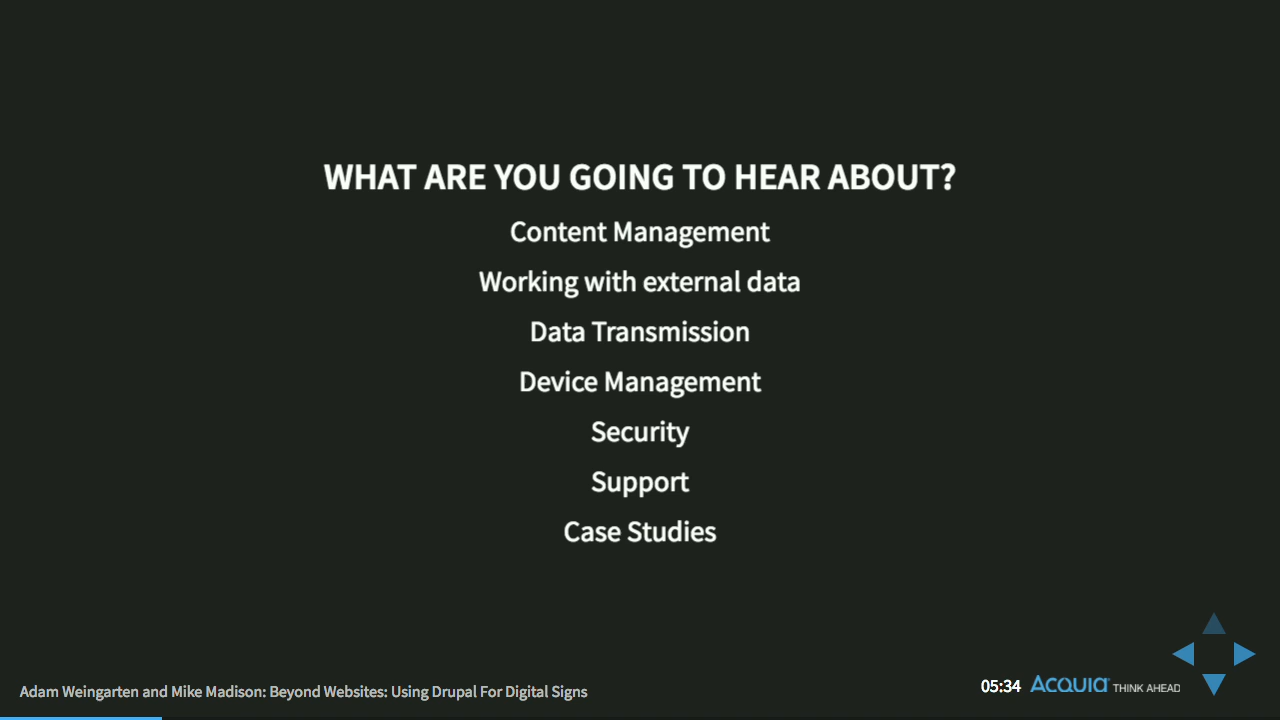 WHAT ARE YOU GOING TO HEAR ABOUT?
Content Management
Working with external data
Data Transmission
Device Management
Security
Support
Case Studies
Adam Weingarten and Mike Madison: Beyond Websites: Using Drupal For Digital Signs
05:34 Acquia THINK AHEAD